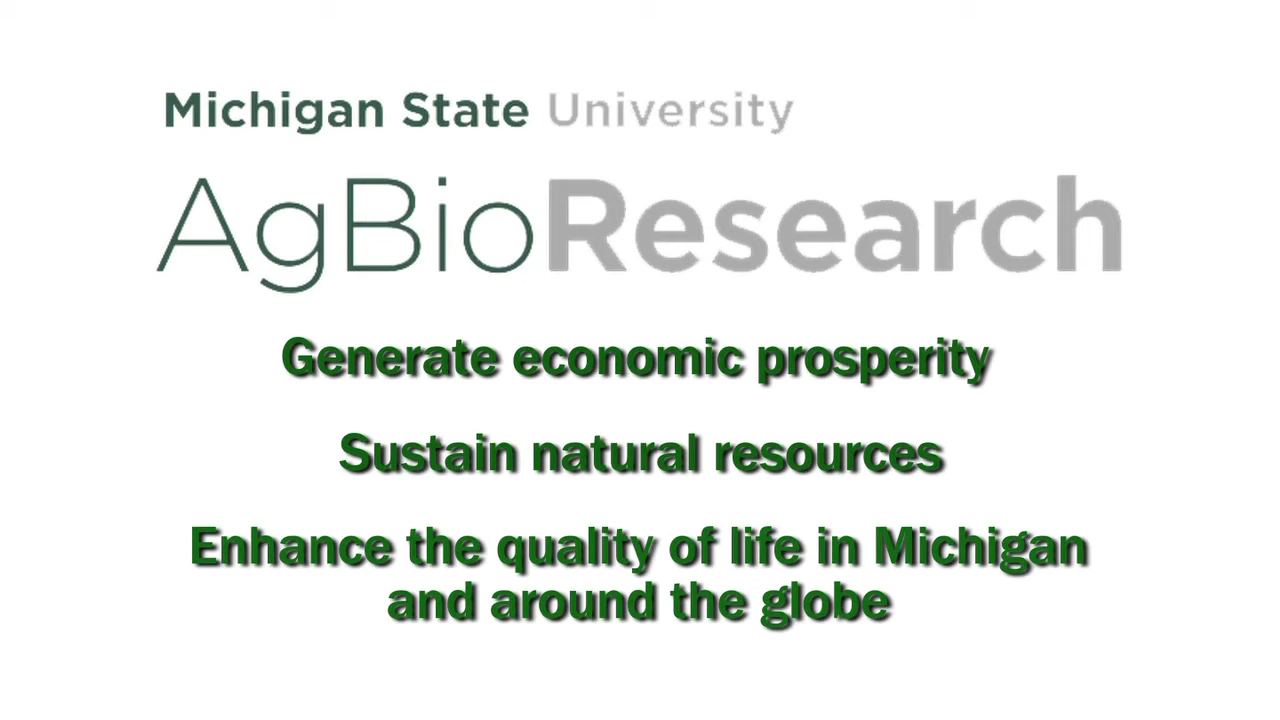 Michigan State University
AgBioResearch
Generate economic prosperity
Sustain natural resources
Enhance the quality of life in Michigan
and around the globe